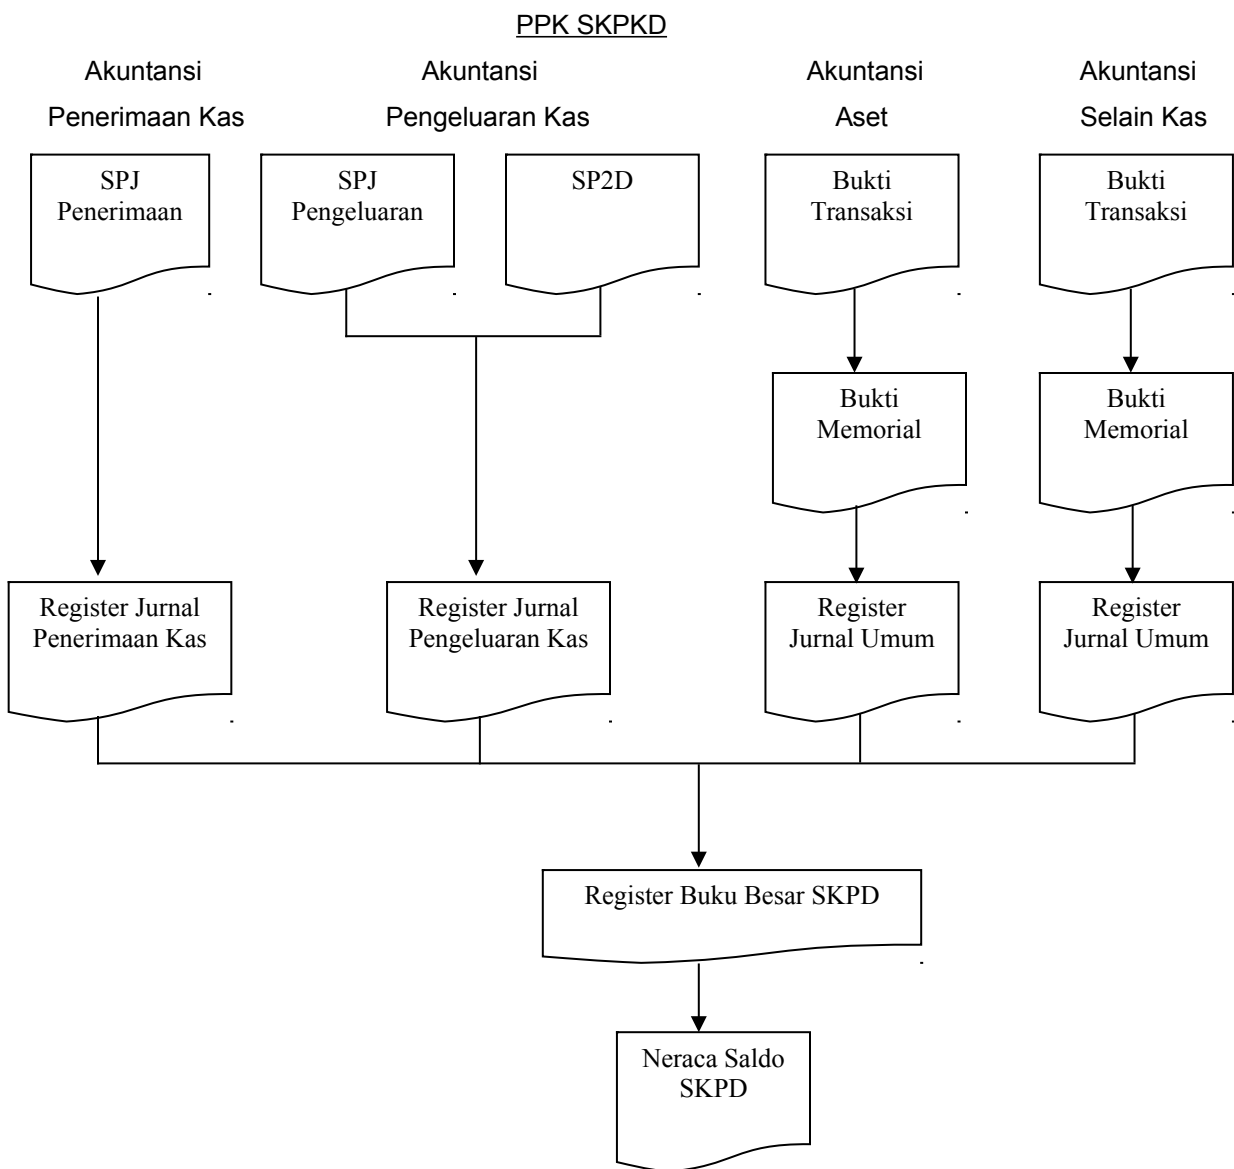 PPK SKPKD
Akuntansi
Penerimaan Kas
Akuntansi
Pengeluaran Kas
Akuntansi
Aset
Akuntansi
Selain Kas
SPJ
Penerimaan
SPJ
Pengeluaran
SP2D
Bukti
Transaksi
Bukti
Transaksi
Bukti
Memorial
Bukti
Memorial
Register Jurnal
Penerimaan Kas
Register Jurnal
Pengeluaran Kas
Register
Jurnal Umum
Register
Jurnal Umum
Register Buku Besar SKPD
Neraca Saldo
SKPD